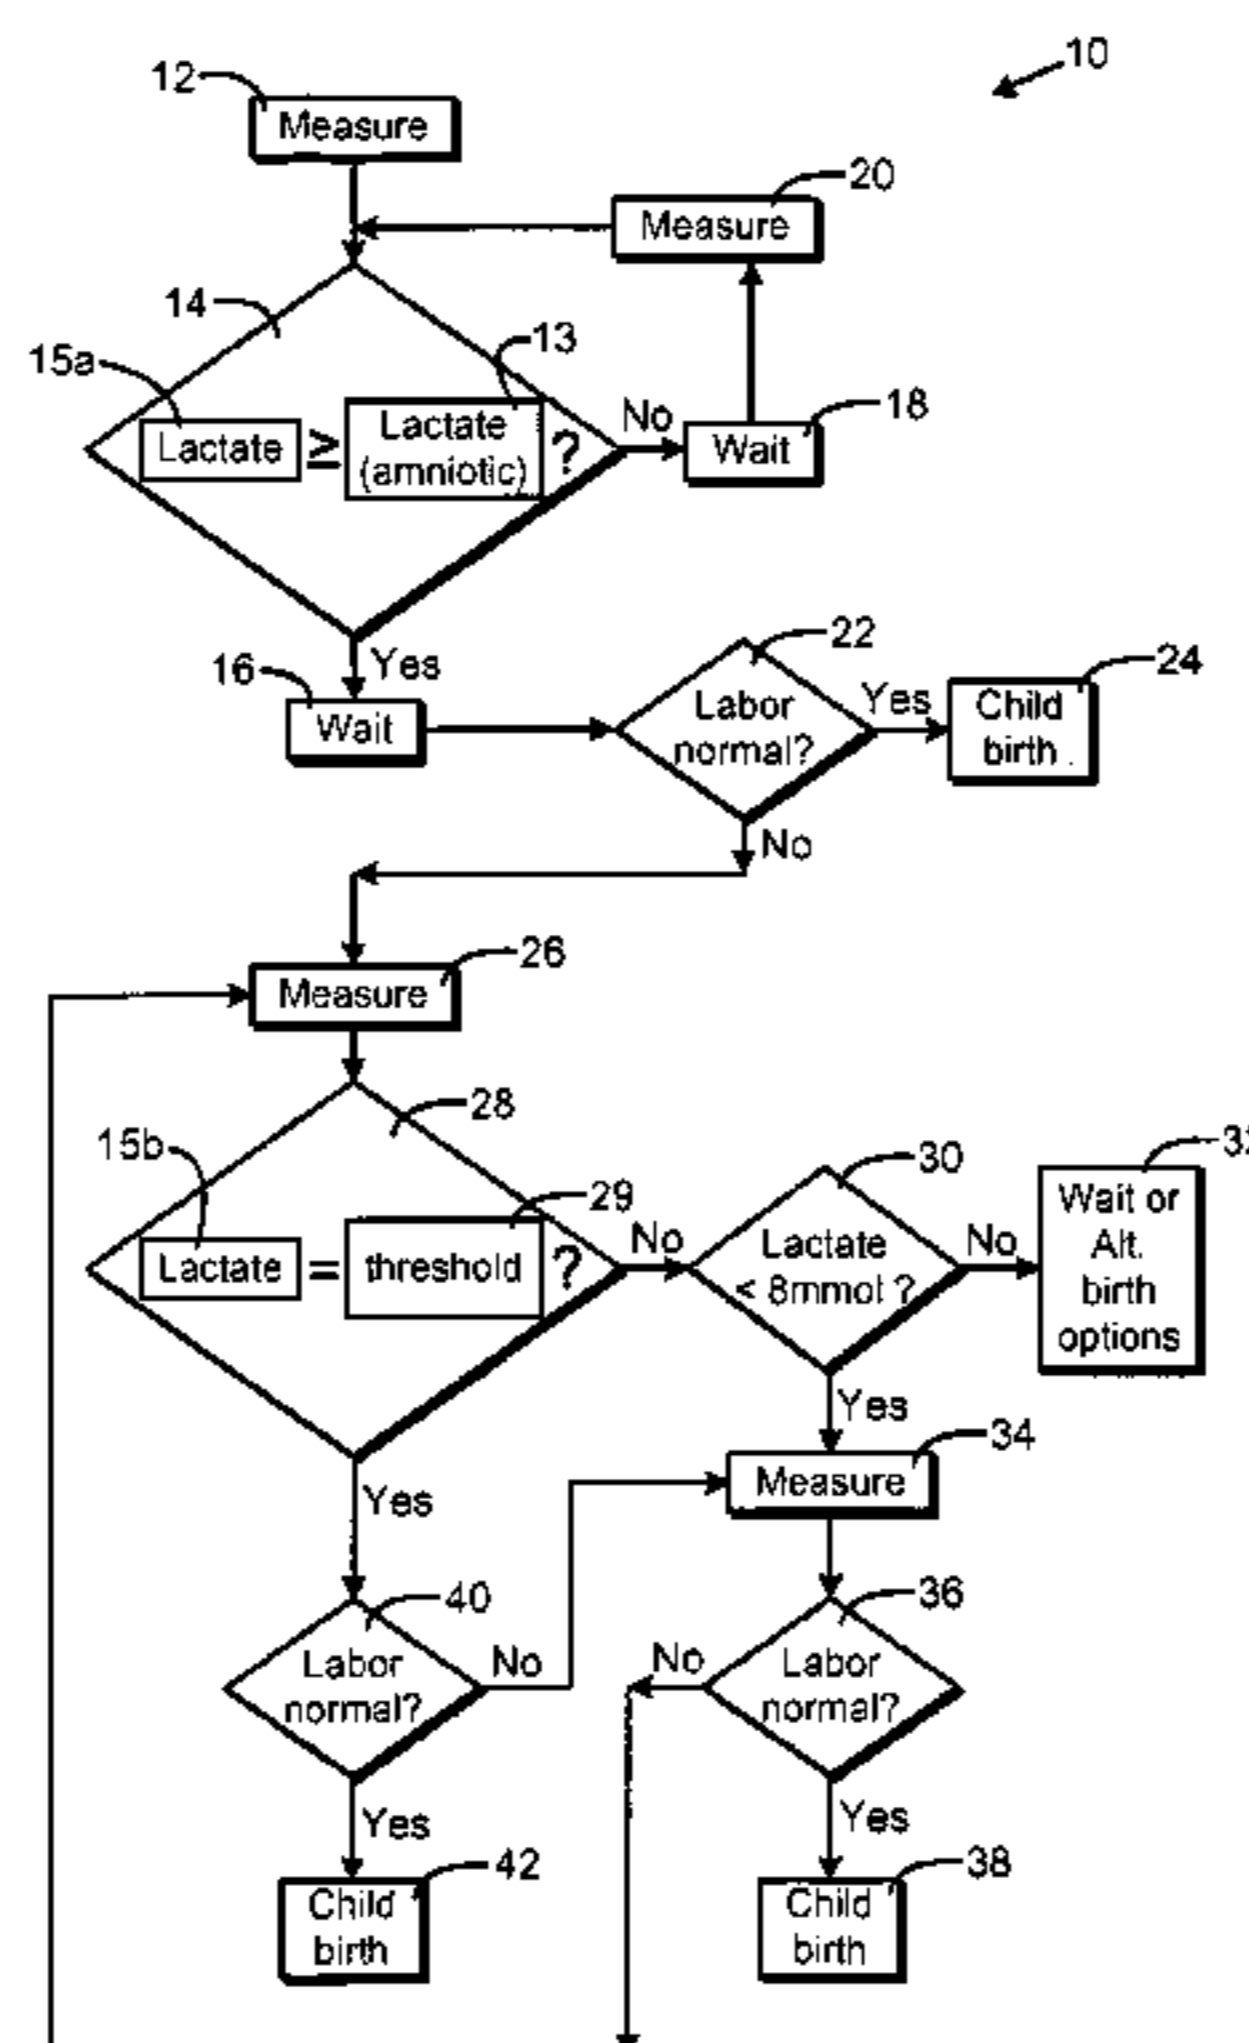 10
12
Measure
20
Measure
14
13
15a
Lactate
≥
Lactate
(amniotic)
?
No
18
Wait
Yes
16
Wait
22
Labor
normal?
Yes
24
Child
birth
No
26
Measure
28
15b
29
Lactate
=
threshold
?
No
30
Lactate
< 8mmol ?
No
Wait or
Alt.
birth
options
Yes
34
Measure
Yes
40
Labor
normal?
No
36
Labor
normal?
No
Yes
42
Child
birth
Yes
38
Child
birth